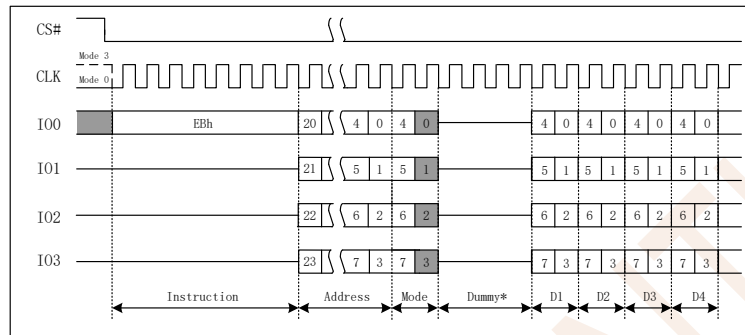 CS#
Mode 3
CLK
Mode 0
IO0 EBh 20 4 0 4 0 4 0 4 0 4 0 4 0
IO1 21 5 1 5 1 5 1 5 1 5 1 5 1
IO2 22 6 2 6 2 6 2 6 2 6 2 6 2
IO3 23 7 3 7 3 7 3 7 3 7 3 7 3
Instruction Address Mode Dummy* D1 D2 D3 D4